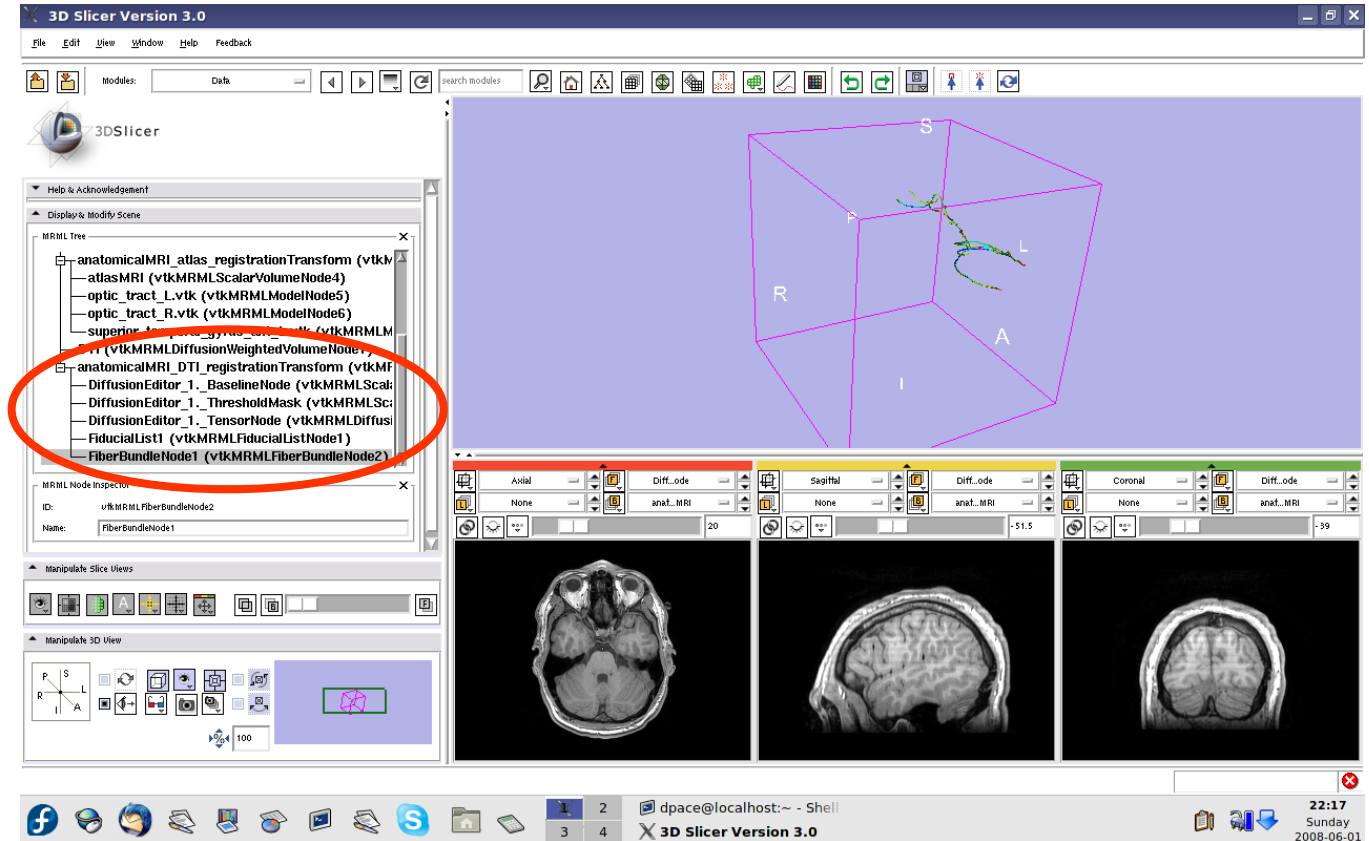 3D Slicer Version 3.0
File Edit View Window Help Feedback
Modules: Data search modules
3DSlicer
Help & Acknowledgement
Display & Modify Scene
MRML Tree
anatomicalMRI_atlas_registrationTransform (vtkM
atlasMRI (vtkMRMLScalarVolumeNode4)
optic_tract_L.vtk (vtkMRMLModelNode5)
optic_tract_R.vtk (vtkMRMLModelNode6)
(vtkMRMLM
DTI (vtkMRMLDiffusionWeightedVolumeNode1)
anatomicalMRI_DTI_registrationTransform (vtkMR
DiffusionEditor_1._BaselineNode (vtkMRMLScala
DiffusionEditor_1._ThresholdMask (vtkMRMLSca
DiffusionEditor_1._TensorNode (vtkMRMLDiffusi
FiducialList1 (vtkMRMLFiducialListNode1)
FiberBundleNode1 (vtkMRMLFiberBundleNode2)
MRML Node Inspector
ID: vtkMRMLFiberBundleNode2
Name: FiberBundleNode1
Manipulate Slice Views
A F B F
Manipulate 3D View
P S
R L
I A
100
S
P
L
R
A
I
Axial F Diff...ode
L None B anat...MRI
20
Sagittal F Diff...ode
L None B anat...MRI
-51.5
Coronal F Diff...ode
L None B anat...MRI
-39
1 2
3 4
dpace@localhost:~ - Shell
3D Slicer Version 3.0
22:17
Sunday
2008-06-01